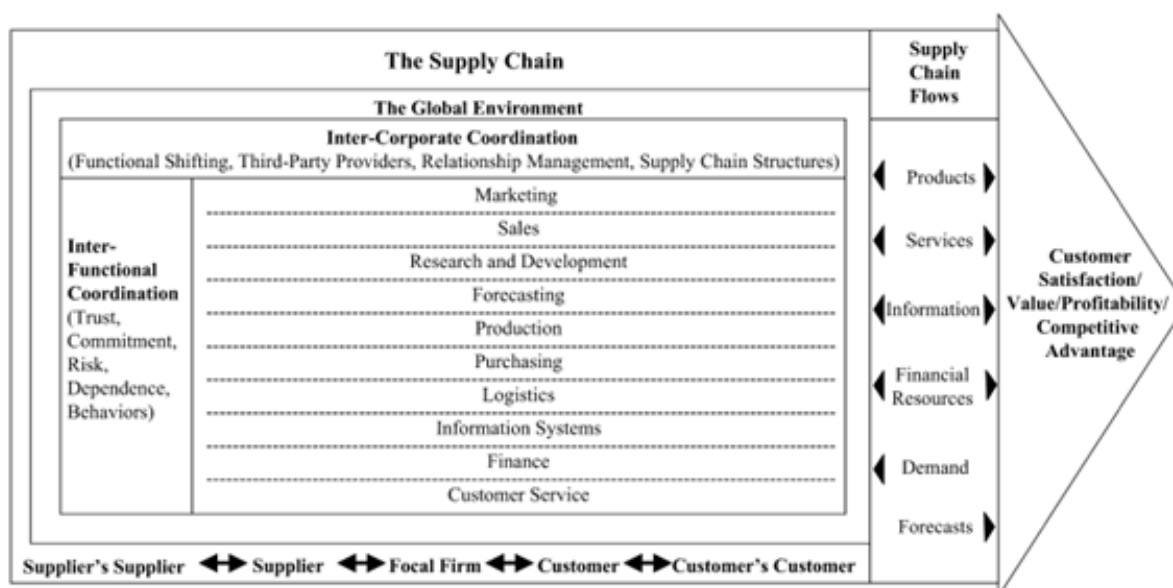 The Supply Chain
Supply
Chain
Flows
The Global Environment
Inter-Corporate Coordination
(Functional Shifting, Third-Party Providers, Relationship Management, Supply Chain Structures)
Inter-
Functional
Coordination
(Trust,
Commitment,
Risk,
Dependence,
Behaviors)
Marketing
Sales
Research and Development
Forecasting
Production
Purchasing
Logistics
Information Systems
Finance
Customer Service
Products
Services
Information
Financial
Resources
Demand
Forecasts
Customer
Satisfaction/
Value/Profitability/
Competitive
Advantage
Supplier's Supplier Supplier Focal Firm Customer Customer's Customer